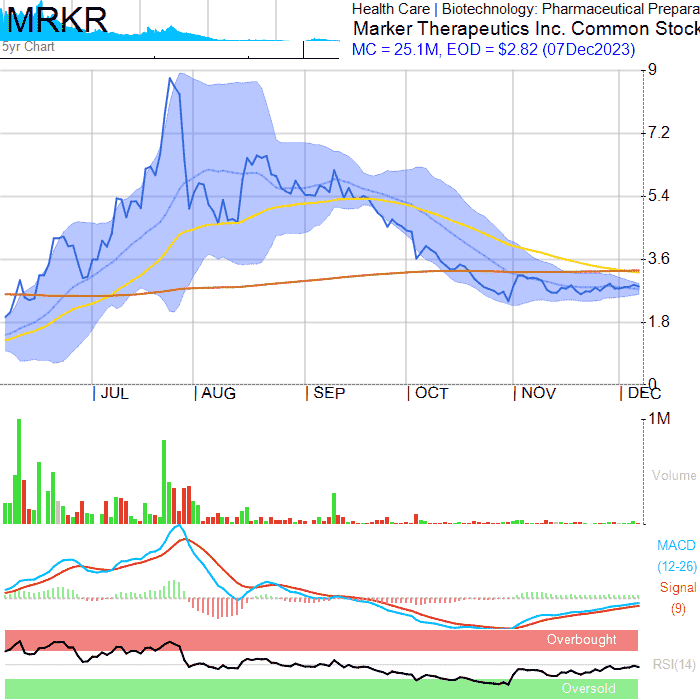 MRKR
5yr Chart
Health Care | Biotechnology: Pharmaceutical Prepara
Marker Therapeutics Inc. Common Stock
MC = 25.1M, EOD = $2.82 (07Dec2023)
9
7.2
5.4
3.6
1.8
0
JUL AUG SEP OCT NOV DEC
1M
Volume
MACD
(12-26)
Signal
(9)
Overbought
RSI(14)
Oversold